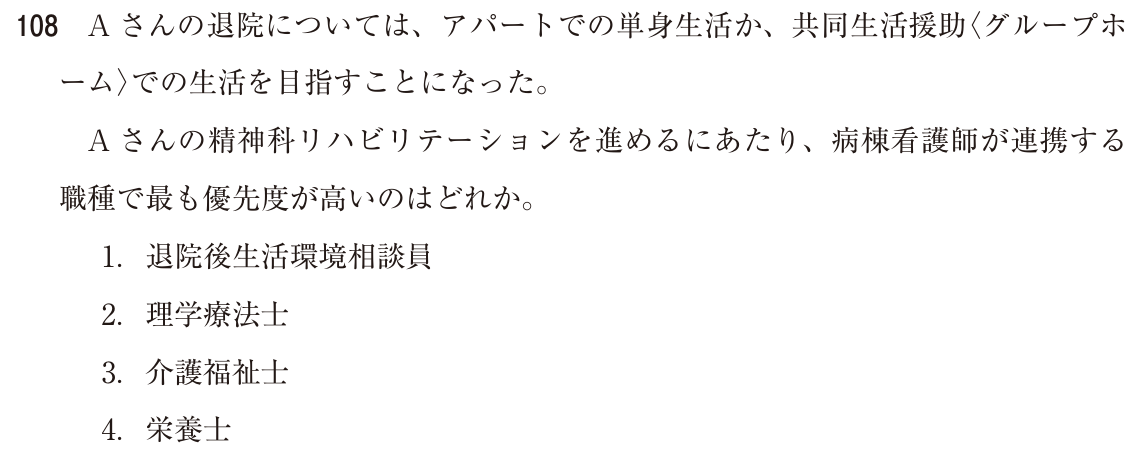 108 Aさんの退院については、アパートでの単身生活か、共同生活援助〈グループホ
ーム〉での生活を目指すことになった。
Aさんの精神科リハビリテーションを進めるにあたり、病棟看護師が連携する
職種で最も優先度が高いのはどれか。
1. 退院後生活環境相談員
2. 理学療法士
3. 介護福祉士
4. 栄養士